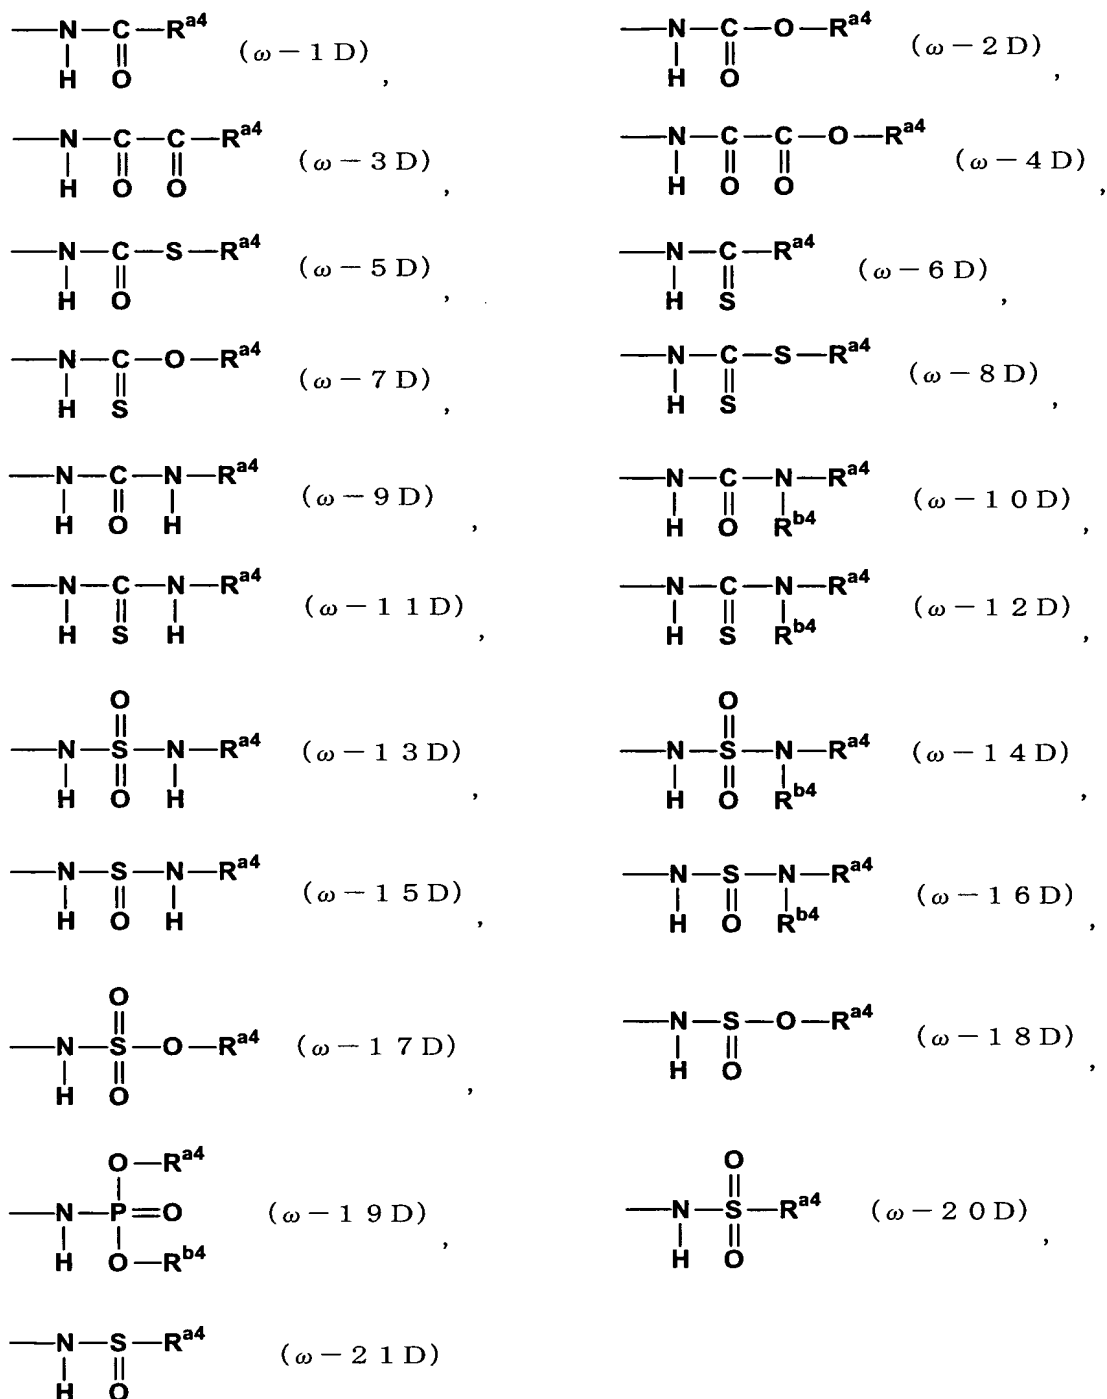 —N—C—R^a4 (ω−1D),
H O
—N—C—O—R^a4 (ω−2D),
H O
—N—C—C—R^a4 (ω−3D),
H O O
—N—C—C—O—R^a4 (ω−4D),
H O O
—N—C—S—R^a4 (ω−5D),
H O
—N—C—R^a4 (ω−6D),
H S
—N—C—O—R^a4 (ω−7D),
H S
—N—C—S—R^a4 (ω−8D),
H S
—N—C—N—R^a4 (ω−9D),
H O H
—N—C—N—R^a4 (ω−10D),
H O R^b4
—N—C—N—R^a4 (ω−11D),
H S H
—N—C—N—R^a4 (ω−12D),
H S R^b4
O
—N—S—N—R^a4 (ω−13D),
H O H
O
—N—S—N—R^a4 (ω−14D),
H O R^b4
—N—S—N—R^a4 (ω−15D),
H O H
—N—S—N—R^a4 (ω−16D),
H O R^b4
O
—N—S—O—R^a4 (ω−17D),
H O
—N—S—O—R^a4 (ω−18D),
H O
O—R^a4
—N—P=O (ω−19D),
H O—R^b4
O
—N—S—R^a4 (ω−20D),
H O
—N—S—R^a4 (ω−21D)
H O